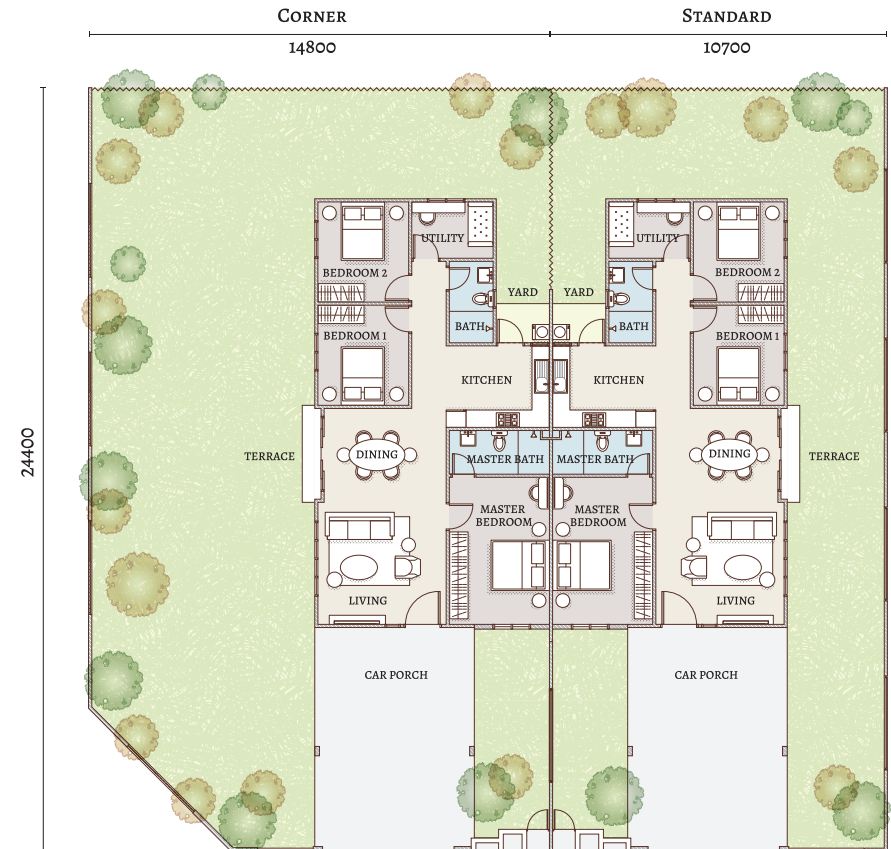 CORNER
STANDARD
14800
10700
UTILITY
UTILITY
BEDROOM 2
BEDROOM 2
YARD
YARD
BATH
BATH
BEDROOM 1
BEDROOM 1
KITCHEN
KITCHEN
24400
TERRACE
DINING
MASTER BATH
MASTER BATH
DINING
TERRACE
MASTER
BEDROOM
MASTER
BEDROOM
LIVING
LIVING
CAR PORCH
CAR PORCH